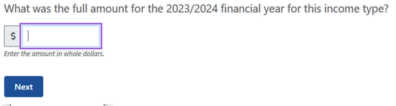 What was the full amount for the 2023/2024 financial year for this income type?
$
Enter the amount in whole dollars.
Next